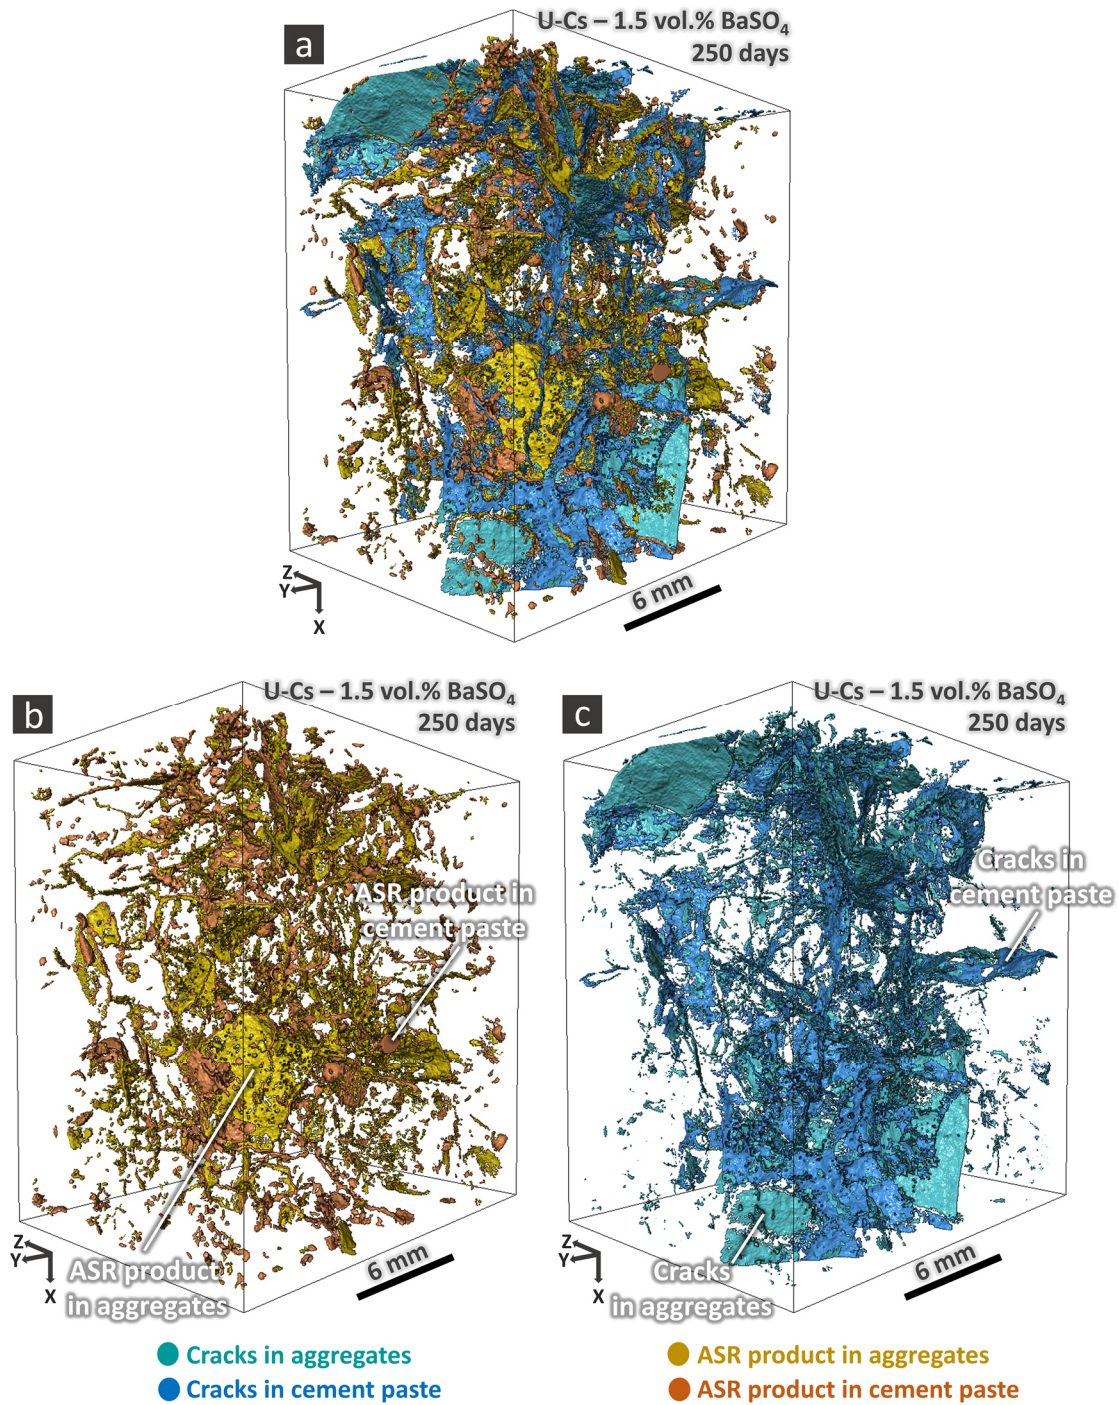 a
U-Cs – 1.5 vol.% BaSO₄
250 days
Z
Y
X
6 mm
b
U-Cs – 1.5 vol.% BaSO₄
250 days
ASR product in
cement paste
ASR product
in aggregates
Z
Y
X
6 mm
c
U-Cs – 1.5 vol.% BaSO₄
250 days
Cracks in
cement paste
Cracks
in aggregates
Z
Y
X
6 mm
Cracks in aggregates
Cracks in cement paste
ASR product in aggregates
ASR product in cement paste